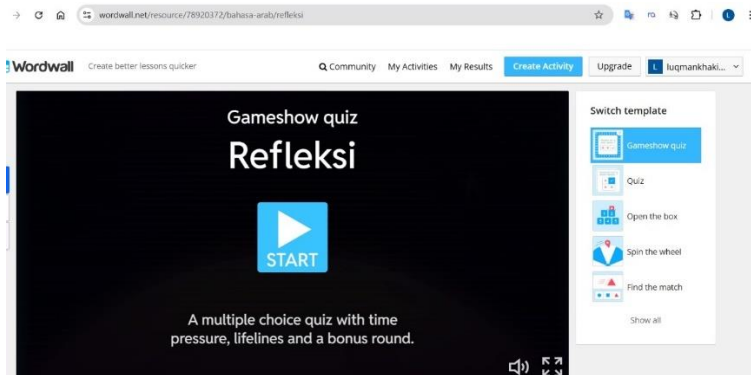 wordwall.net/resource/78920372/bahasa-arab/refleksi
Wordwall
Create better lessons quicker
Community
My Activities
My Results
Create Activity
Upgrade
L
luqmankhaki...
Gameshow quiz
Refleksi
START
A multiple choice quiz with time
pressure, lifelines and a bonus round.
Switch template
Gameshow quiz
Quiz
Open the box
Spin the wheel
Find the match
Show all